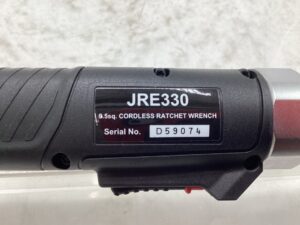 JRE330
9.5sq. CORDLESS RATCHET WRENCH
Serial No. D59074